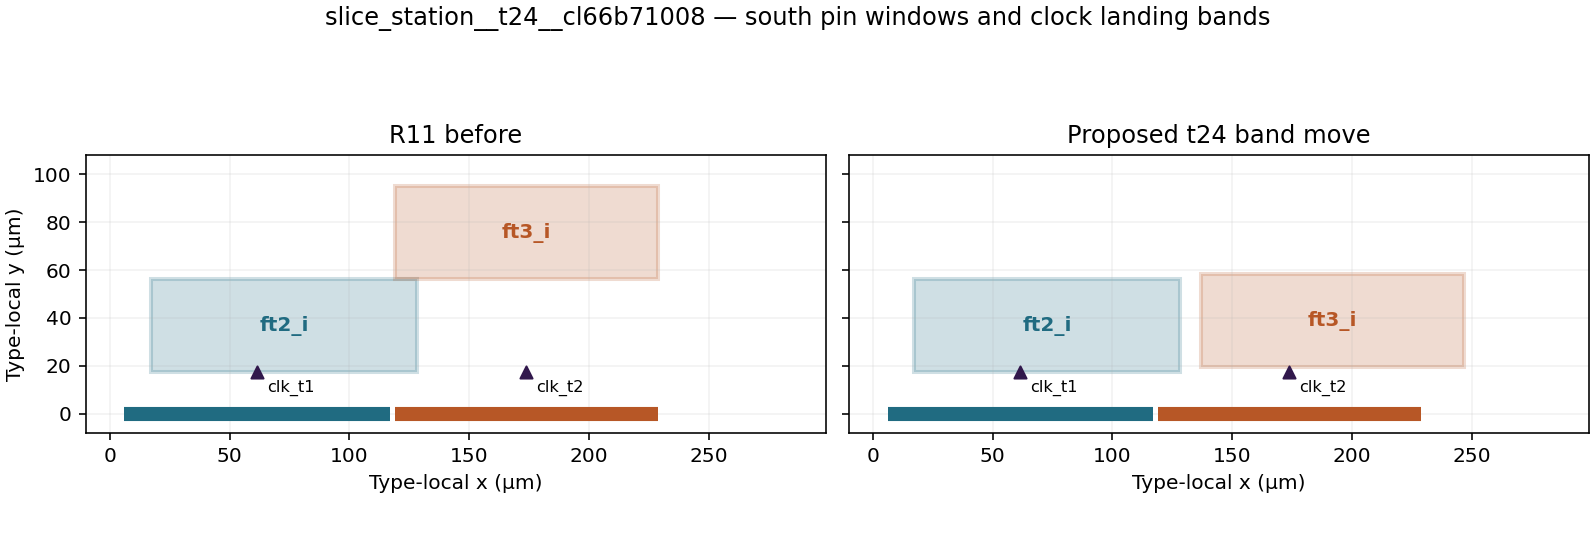 slice_station__t24__cl66b71008 — south pin windows and clock landing bands
R11 before
Type-local y (μm)
100
80
60
40
20
0
ft3_i
ft2_i
clk_t1
clk_t2
0 50 100 150 200 250
Type-local x (μm)
Proposed t24 band move
ft2_i
ft3_i
clk_t1
clk_t2
0 50 100 150 200 250
Type-local x (μm)